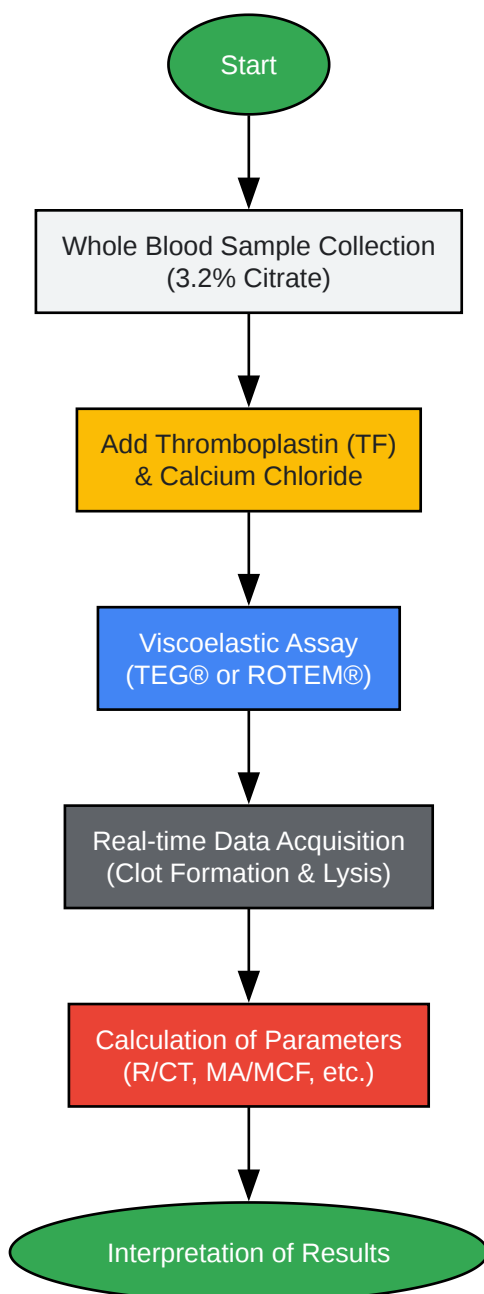 Start
Whole Blood Sample Collection
(3.2% Citrate)
Add Thromboplastin (TF)
& Calcium Chloride
Viscoelastic Assay
(TEG® or ROTEM®)
Real-time Data Acquisition
(Clot Formation & Lysis)
Calculation of Parameters
(R/CT, MA/MCF, etc.)
Interpretation of Results